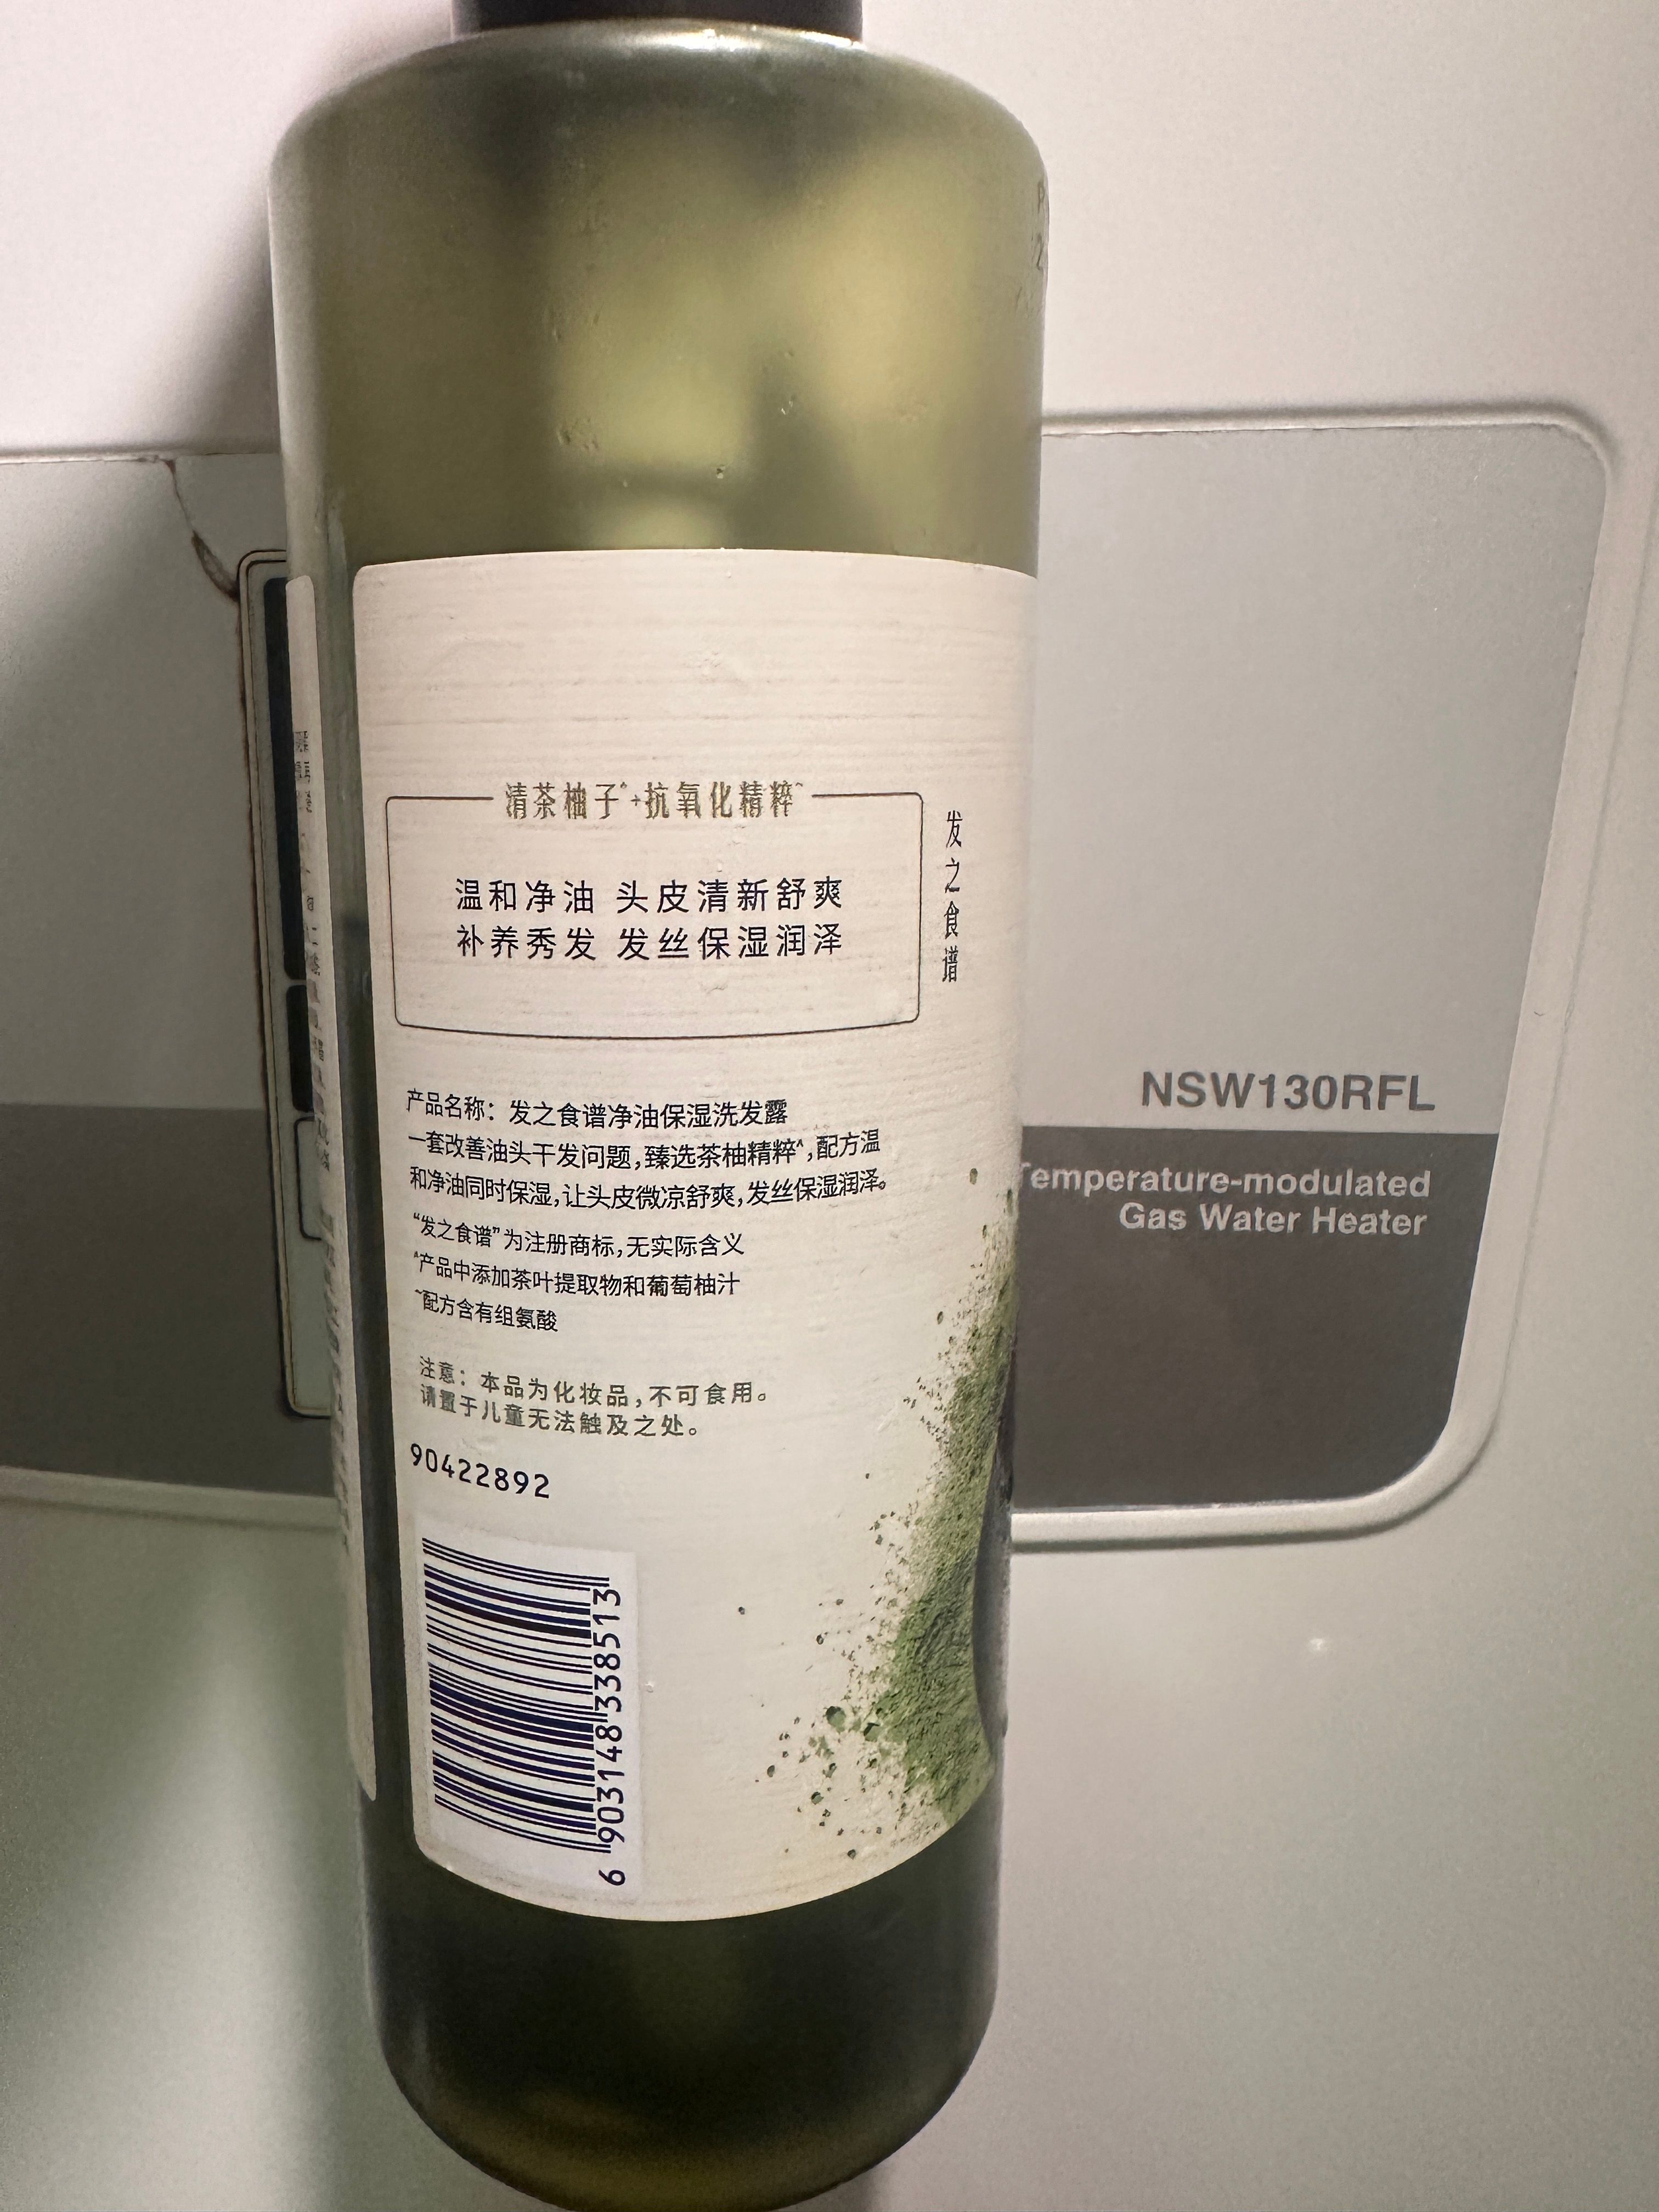 清茶柚子^+抗氧化精粹~
温和净油 头皮清新舒爽
补养秀发 发丝保湿润泽
发之食谱
产品名称：发之食谱净油保湿洗发露
一套改善油头干发问题，臻选茶柚精粹^，配方温
和净油同时保湿，让头皮微凉舒爽，发丝保湿润泽。
“发之食谱”为注册商标，无实际含义
^产品中添加茶叶提取物和葡萄柚汁
~配方含有组氨酸
注意：本品为化妆品，不可食用。
请置于儿童无法触及之处。
90422892
6 903148 338513
NSW130RFL
Temperature-modulated
Gas Water Heater